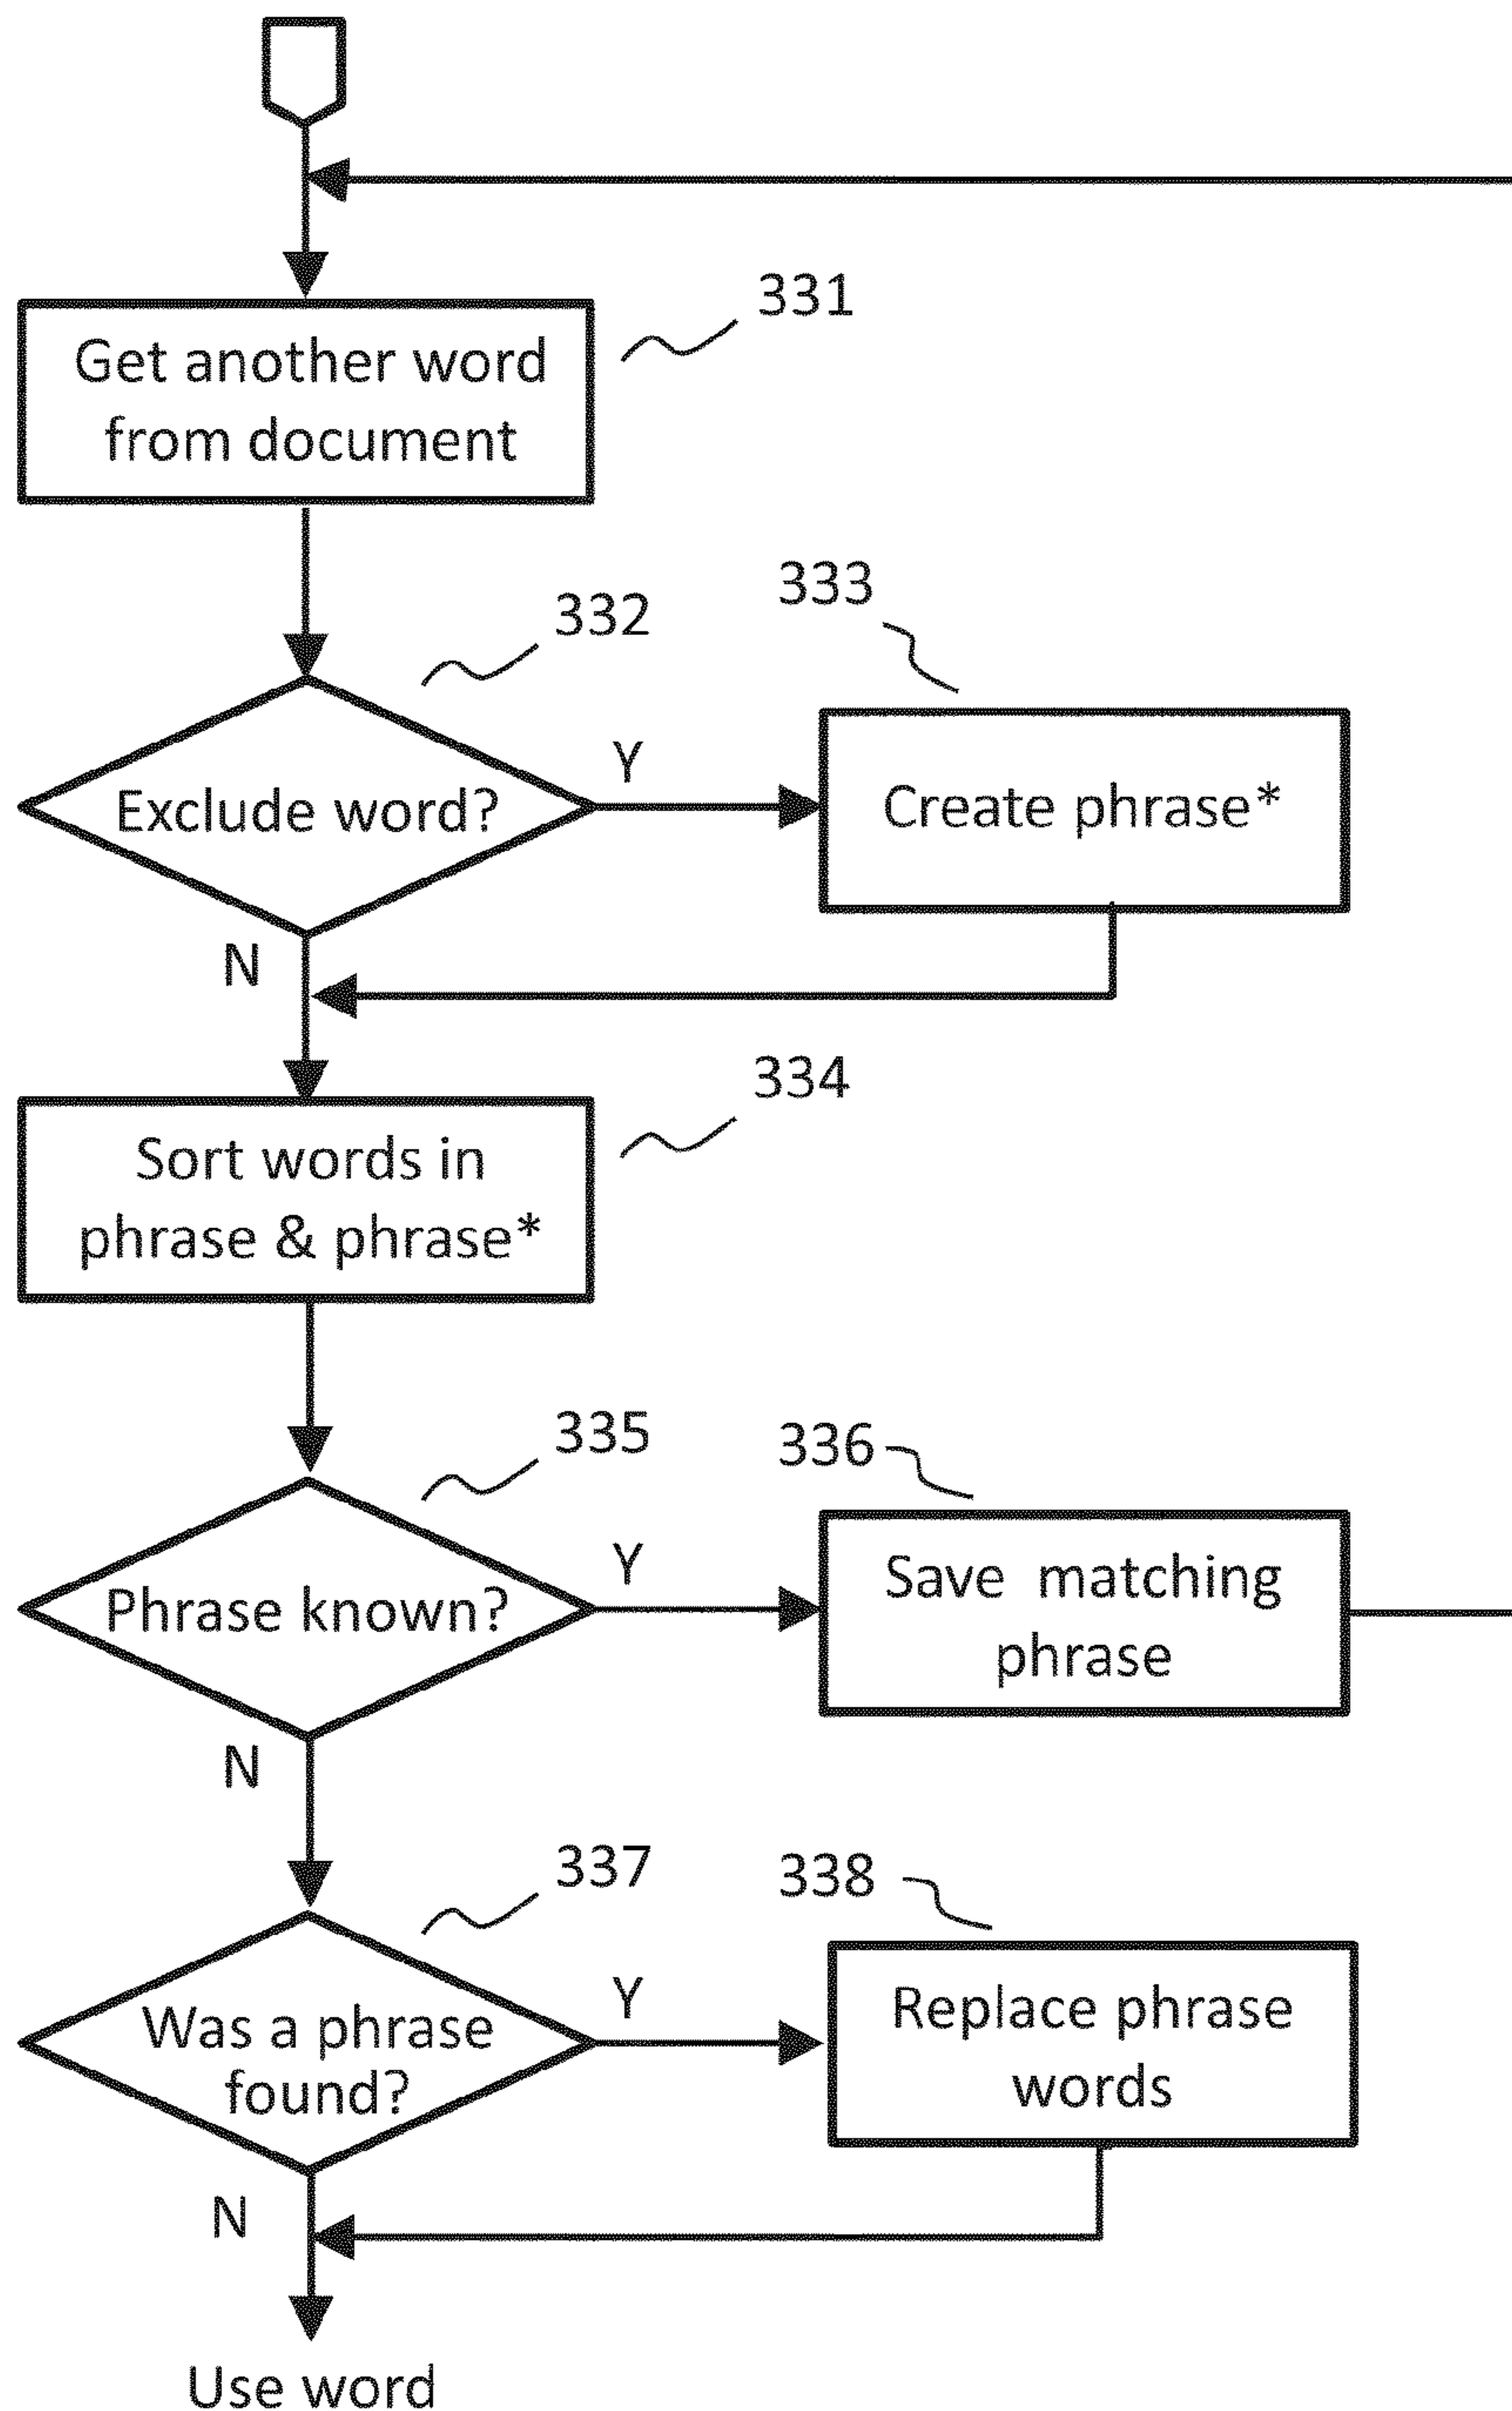 331
Get another word
from document
332
333
Exclude word?
Y
Create phrase*
N
334
Sort words in
phrase & phrase*
335
336
Phrase known?
Y
Save matching
phrase
N
337
338
Was a phrase
found?
Y
Replace phrase
words
N
Use word